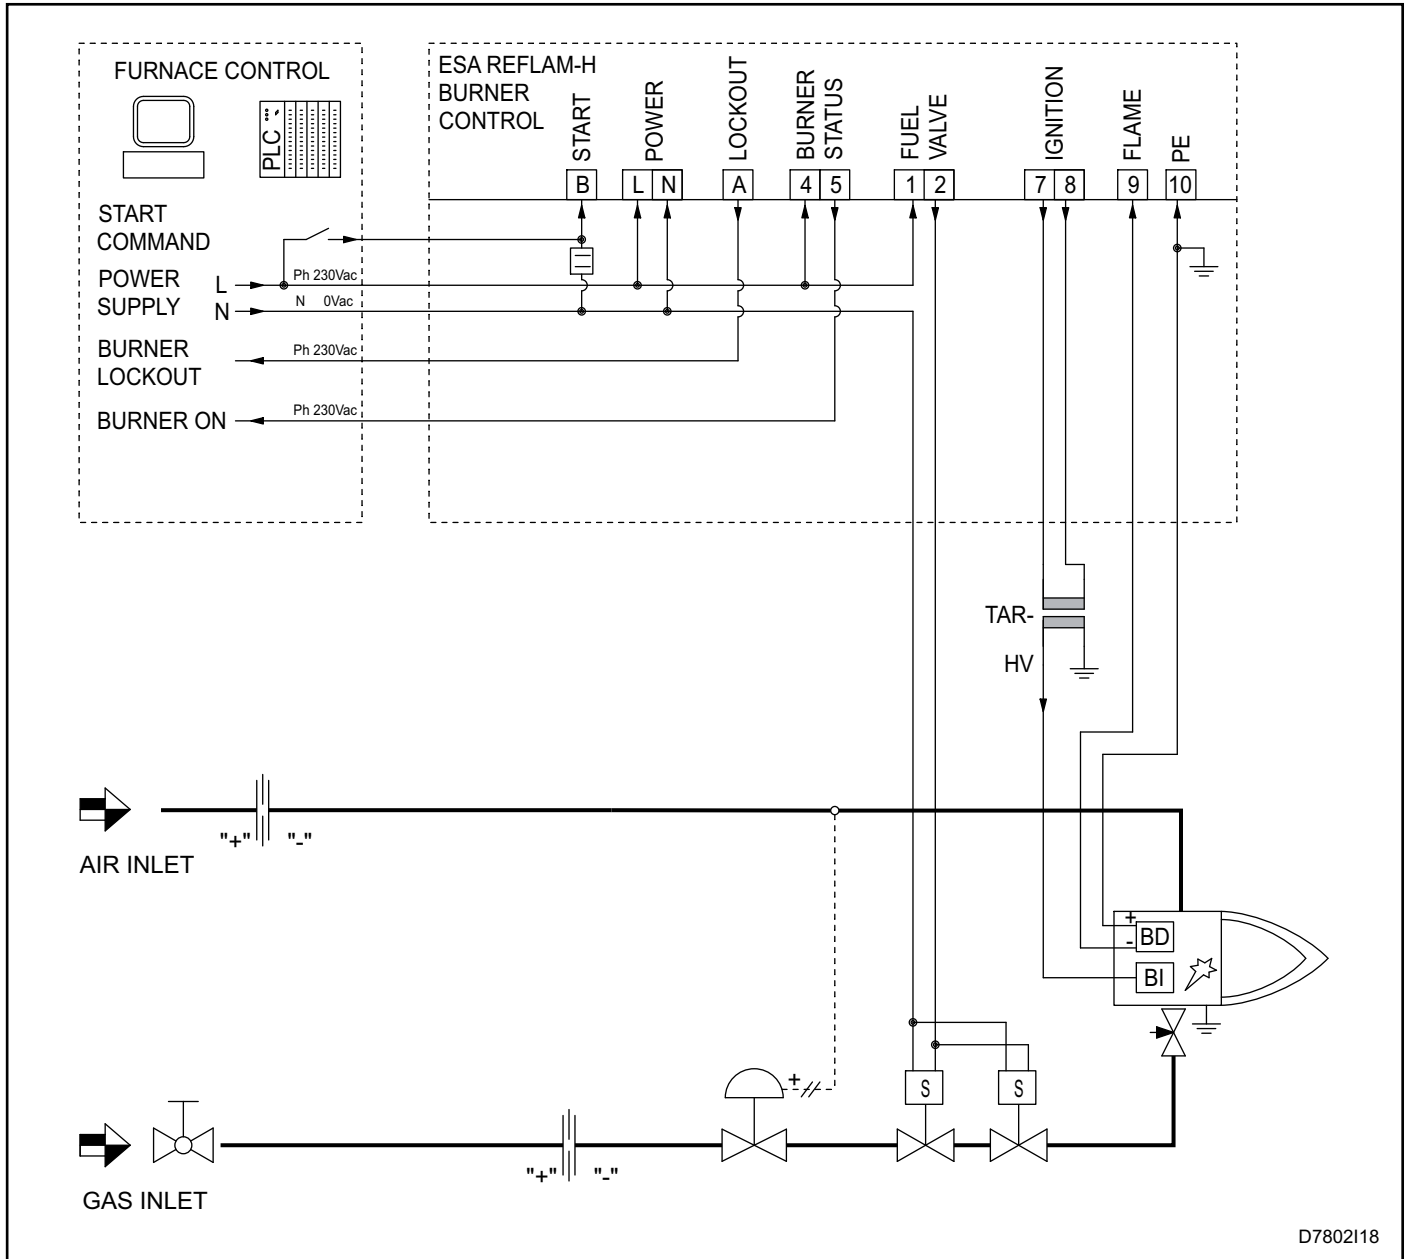 FURNACE CONTROL
PLC
START
COMMAND
POWER
SUPPLY
L
N
Ph 230Vac
N 0Vac
BURNER
LOCKOUT
Ph 230Vac
BURNER ON
Ph 230Vac
ESA REFLAM-H
BURNER
CONTROL
START
POWER
LOCKOUT
BURNER
STATUS
FUEL
VALVE
IGNITION
FLAME
PE
B
L N
A
4 5
1 2
7 8
9
10
TAR-
HV
"+" "-"
AIR INLET
+
-
BD
BI
+
S
S
"+" "-"
GAS INLET
D7802I18